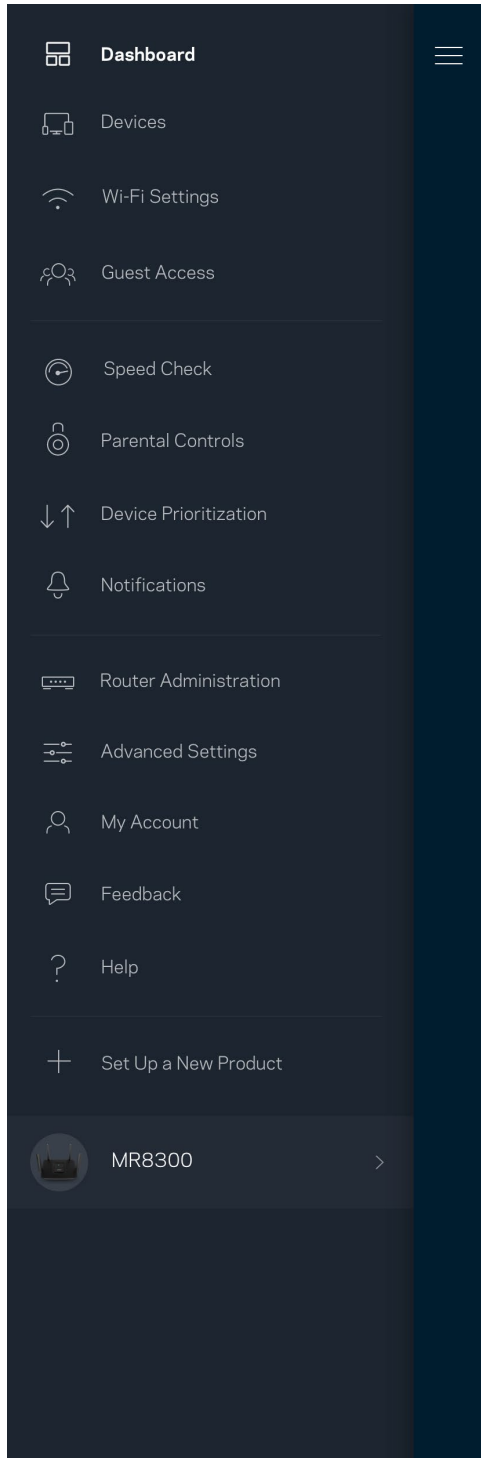 Dashboard
Devices
Wi-Fi Settings
Guest Access
Speed Check
Parental Controls
Device Prioritization
Notifications
Router Administration
Advanced Settings
My Account
Feedback
Help
Set Up a New Product
MR8300